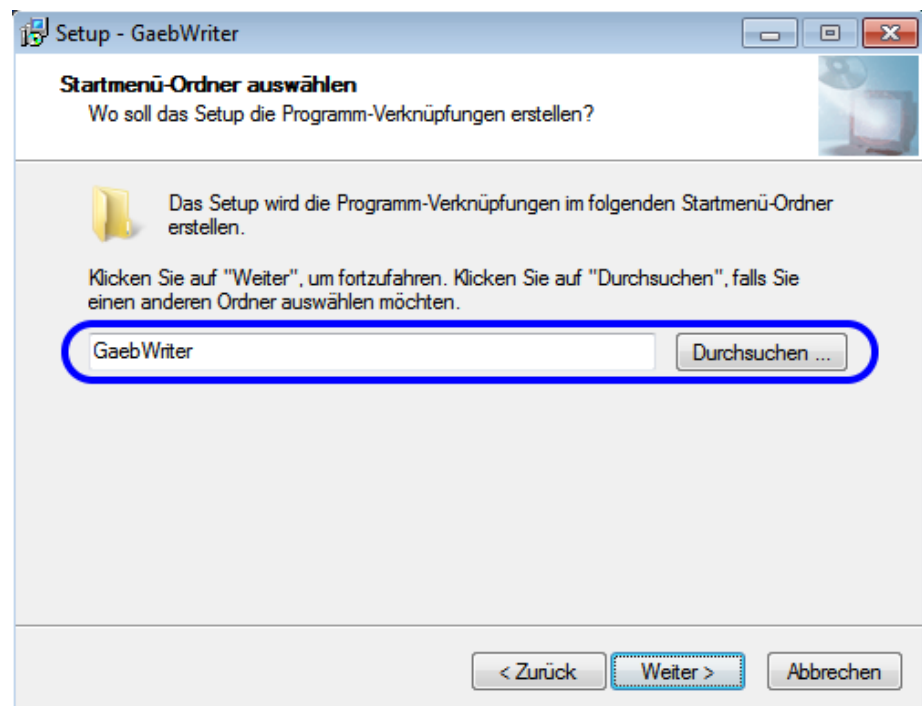 Setup - GaebWriter
Startmenü-Ordner auswählen
Wo soll das Setup die Programm-Verknüpfungen erstellen?
Das Setup wird die Programm-Verknüpfungen im folgenden Startmenü-Ordner
erstellen.
Klicken Sie auf "Weiter", um fortzufahren. Klicken Sie auf "Durchsuchen", falls Sie
einen anderen Ordner auswählen möchten.
GaebWriter
Durchsuchen ...
< Zurück
Weiter >
Abbrechen